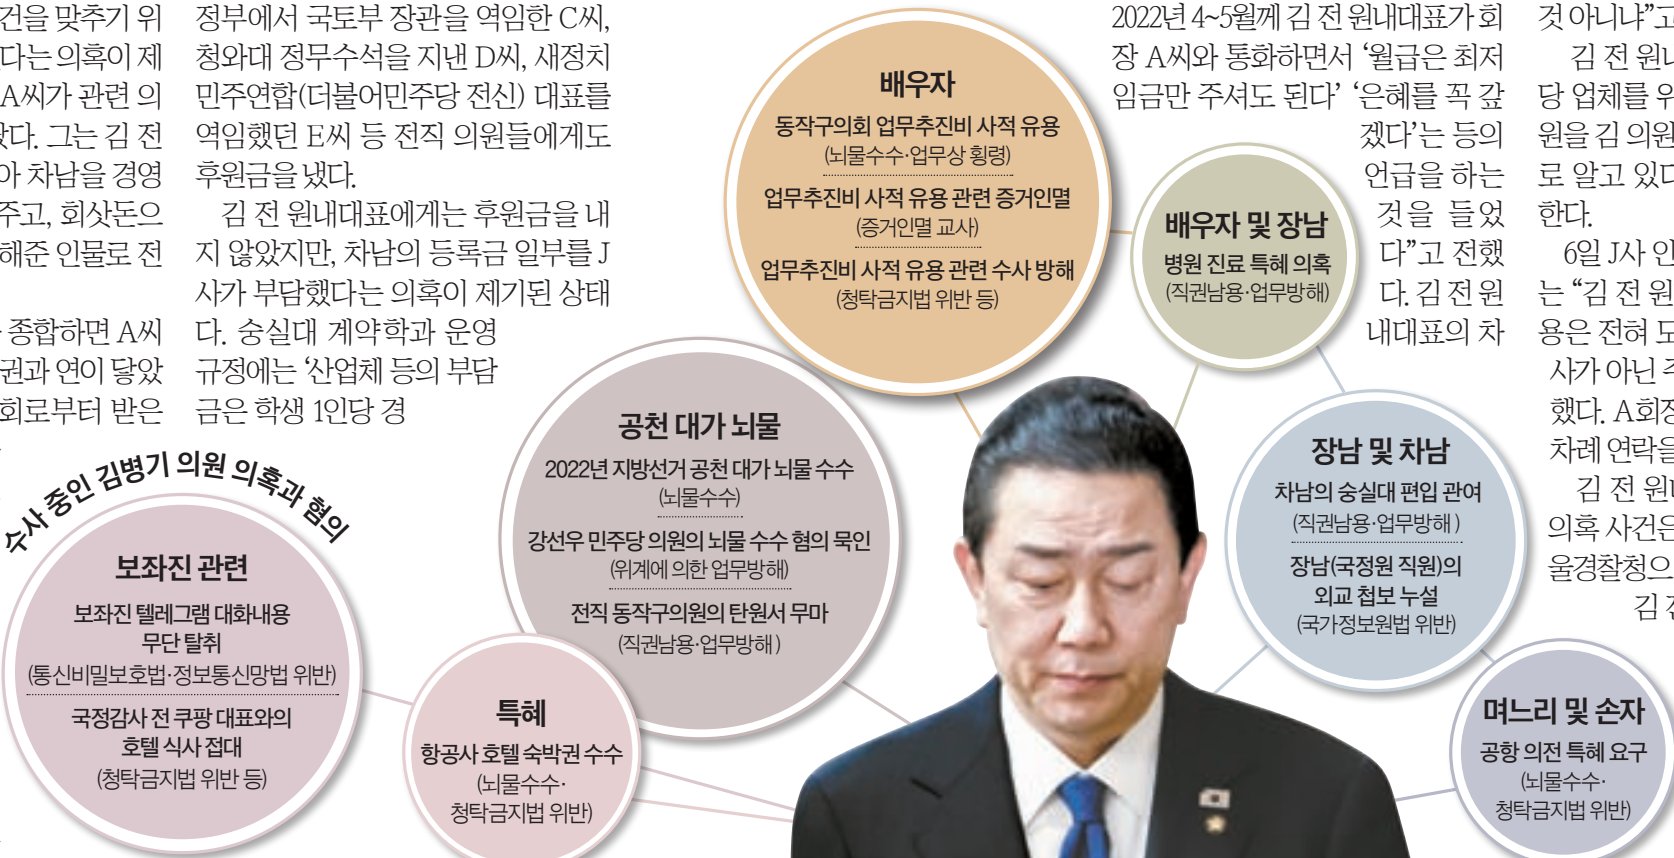 건을 맞추기 위
다는 의혹이 제
A씨가 관련 의
그는 김 전
아 차남을 경영
주고, 회삿돈으
해준 인물로 전
종합하면 A씨
권과 연이 닿았
회로부터 받은
정부에서 국토부 장관을 역임한 C씨,
청와대 정무수석을 지낸 D씨, 새정치
민주연합(더불어민주당 전신) 대표를
역임했던 E씨 등 전직 의원들에게도
후원금을 냈다.
김 전 원내대표에게는 후원금을 내
지 않았지만, 차남의 등록금 일부를 J
사가 부담했다는 의혹이 제기된 상태
다. 숭실대 계약학과 운영
규정에는 ‘산업체 등의 부담
금은 학생 1인당 경
2022년 4~5월께 김 전 원내대표가 회
장 A씨와 통화하면서 ‘월급은 최저
임금만 주셔도 된다’ ‘은혜를 꼭 갚
겠다’는 등의
언급을 하는
것을 들었
다”고 전했
다. 김 전 원
내대표의 차
것 아니냐”고
김 전 원내
당 업체를 위
원을 김 의원
로 알고 있다
한다.
6일 J사 인
는 “김 전 원
용은 전혀 모
사가 아닌 주
했다. A회장
차례 연락을
김 전 원내
의혹 사건은
울경찰청으
김 전
수사 중인 김병기 의원 의혹과 혐의
보좌진 관련
보좌진 텔레그램 대화내용
무단 탈취
(통신비밀보호법·정보통신망법 위반)
국정감사 전 쿠팡 대표와의
호텔 식사 접대
(청탁금지법 위반 등)
특혜
항공사 호텔 숙박권 수수
(뇌물수수·
청탁금지법 위반)
공천 대가 뇌물
2022년 지방선거 공천 대가 뇌물 수수
(뇌물수수)
강선우 민주당 의원의 뇌물 수수 혐의 묵인
(위계에 의한 업무방해)
전직 동작구의원의 탄원서 무마
(직권남용·업무방해)
배우자
동작구의회 업무추진비 사적 유용
(뇌물수수·업무상 횡령)
업무추진비 사적 유용 관련 증거인멸
(증거인멸 교사)
업무추진비 사적 유용 관련 수사 방해
(청탁금지법 위반 등)
배우자 및 장남
병원 진료 특혜 의혹
(직권남용·업무방해)
장남 및 차남
차남의 숭실대 편입 관여
(직권남용·업무방해)
장남(국정원 직원)의
외교 첩보 누설
(국가정보원법 위반)
며느리 및 손자
공항 의전 특혜 요구
(뇌물수수·
청탁금지법 위반)